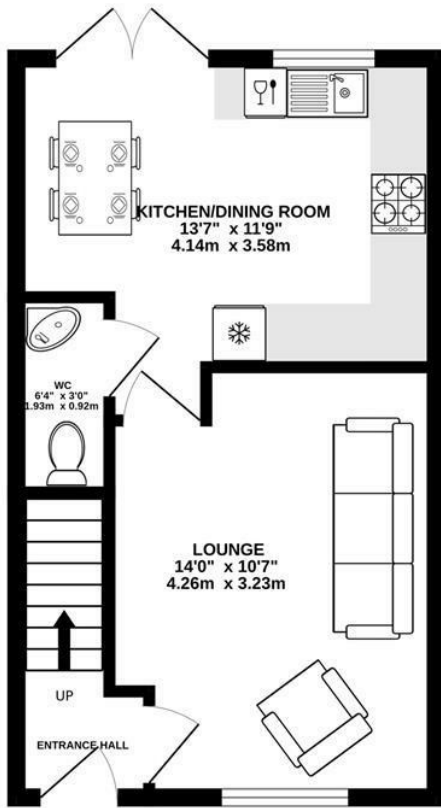 KITCHEN/DINING ROOM
13'7" x 11'9"
4.14m x 3.58m
WC
6'4" x 3'0"
1.93m x 0.92m
LOUNGE
14'0" x 10'7"
4.26m x 3.23m
UP
ENTRANCE HALL